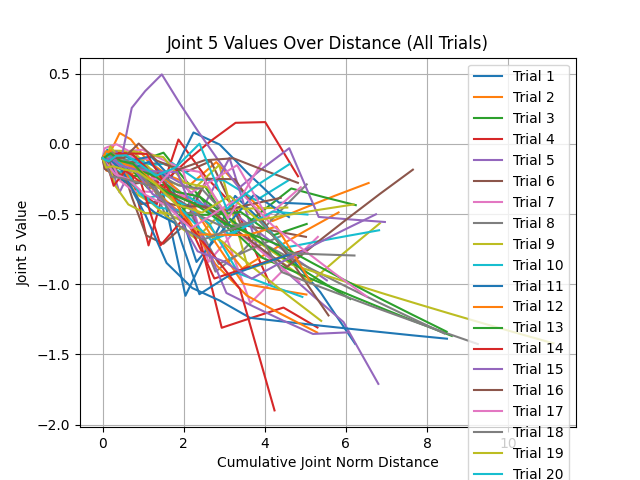 Joint 5 Values Over Distance (All Trials)
0.5
0.0
−0.5
−1.0
−1.5
−2.0
Joint 5 Value
0
2
4
6
8
10
Cumulative Joint Norm Distance
Trial 1
Trial 2
Trial 3
Trial 4
Trial 5
Trial 6
Trial 7
Trial 8
Trial 9
Trial 10
Trial 11
Trial 12
Trial 13
Trial 14
Trial 15
Trial 16
Trial 17
Trial 18
Trial 19
Trial 20